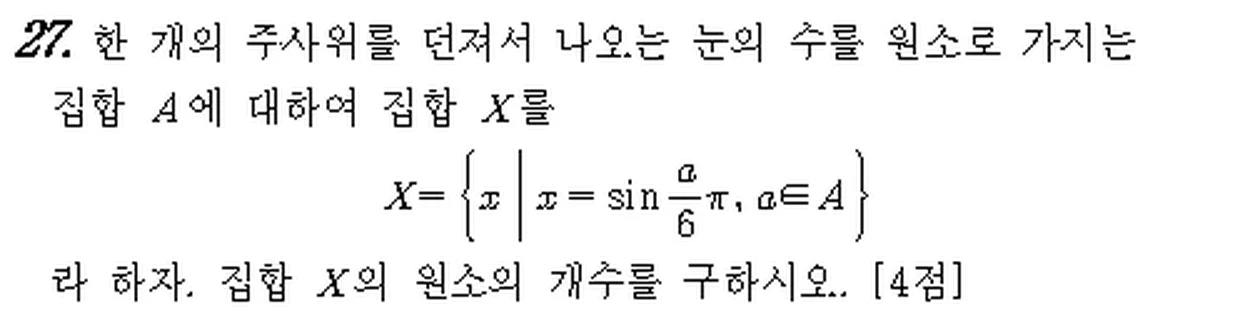 27. 한 개의 주사위를 던져서 나오는 눈의 수를 원소로 가지는
집합 A에 대하여 집합 X를
X={x | x = sin a/6 π, a∈A}
라 하자. 집합 X의 원소의 개수를 구하시오.. [4점]